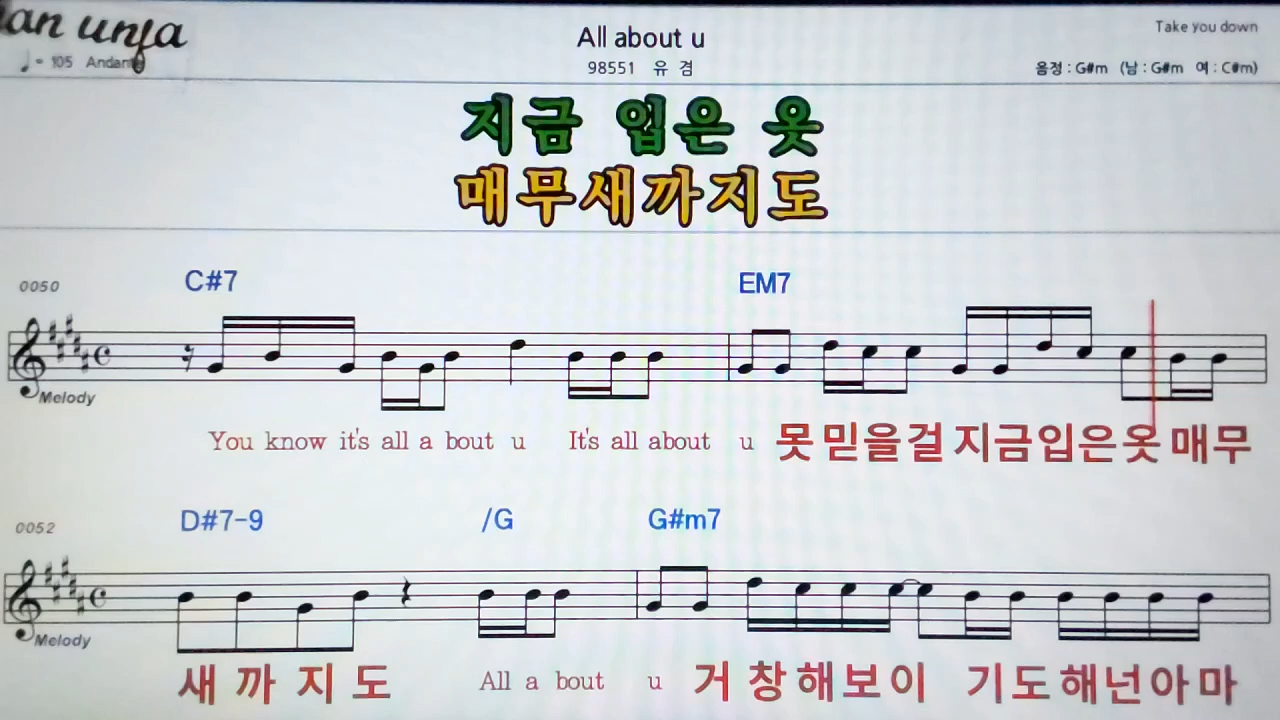 All about u
Take you down
♩= 105 Andante
98551 유 겸
음정 : G#m (남 : G#m 여 : C#m)
지금 입은 옷
매무새까지도
0050
C#7 EM7
Melody
You know it's all a bout u It's all about u 못 믿을걸 지금입은옷 매무
0052
D#7-9 /G G#m7
Melody
새 까 지 도 All a bout u 거 창해보이 기도해넌아마